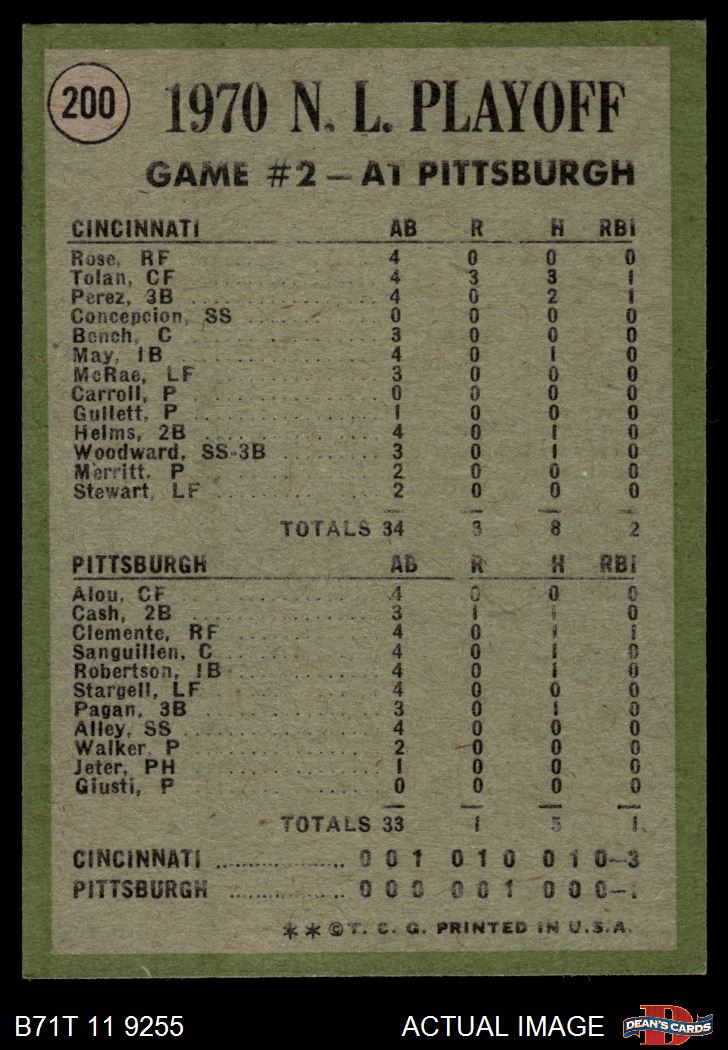 200
1970 N. L. PLAYOFF
GAME #2 – AT PITTSBURGH
CINCINNATI AB R H RBI
Rose, RF 4 0 0 0
Tolan, CF 4 3 3 1
Perez, 3B 4 0 2 1
Concepcion, SS 0 0 0 0
Bench, C 3 0 0 0
May, 1B 4 0 1 0
McRae, LF 3 0 0 0
Carroll, P 0 0 0 0
Gullett, P 1 0 0 0
Helms, 2B 4 0 1 0
Woodward, SS-3B 3 0 1 0
Merritt, P 2 0 0 0
Stewart, LF 2 0 0 0
TOTALS 34 3 8 2
PITTSBURGH AB R H RBI
Alou, CF 4 0 0 0
Cash, 2B 3 1 1 0
Clemente, RF 4 0 1 1
Sanguillen, C 4 0 1 0
Robertson, 1B 4 0 1 0
Stargell, LF 4 0 0 0
Pagan, 3B 3 0 1 0
Alley, SS 4 0 0 0
Walker, P 2 0 0 0
Jeter, PH 1 0 0 0
Giusti, P 0 0 0 0
TOTALS 33 1 5 1
CINCINNATI 0 0 1 0 1 0 0 1 0–3
PITTSBURGH 0 0 0 0 0 1 0 0 0–1
**©T. C. G. PRINTED IN U.S.A.
B71T 11 9255 ACTUAL IMAGE D DEAN'S CARDS